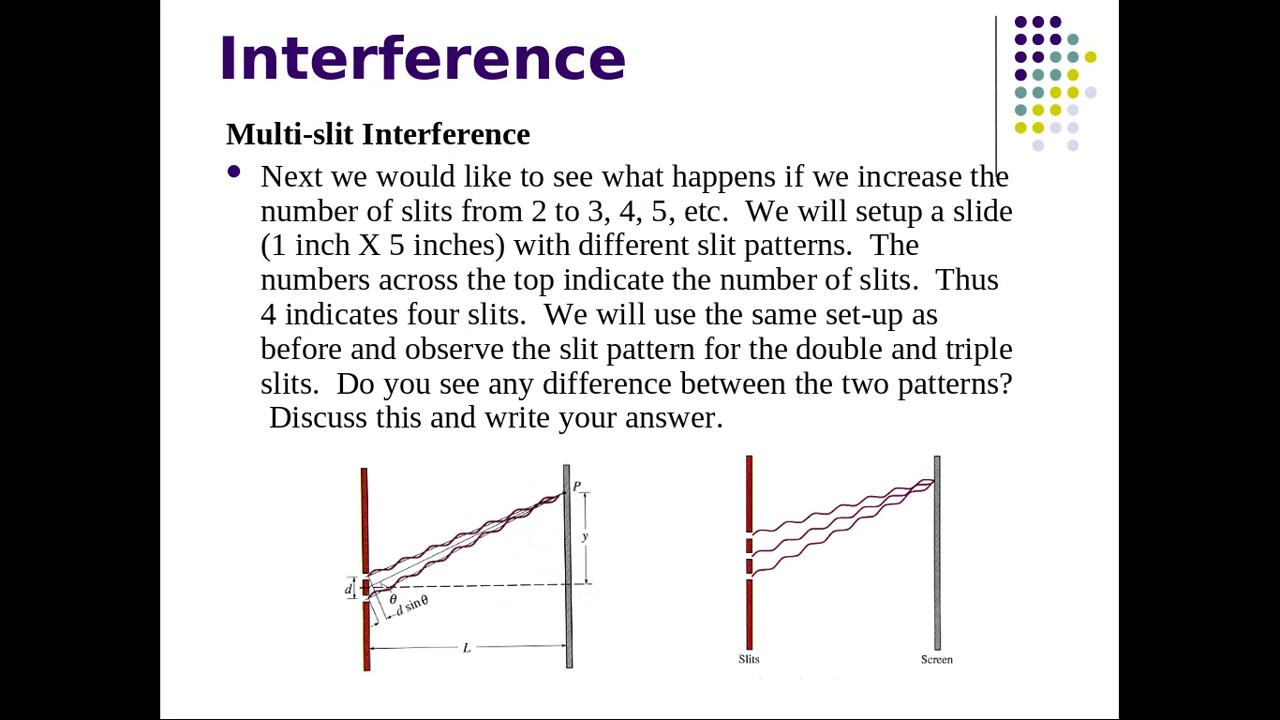 Interference
Multi-slit Interference
Next we would like to see what happens if we increase the
number of slits from 2 to 3, 4, 5, etc.  We will setup a slide
(1 inch X 5 inches) with different slit patterns.  The
numbers across the top indicate the number of slits.  Thus
4 indicates four slits.  We will use the same set-up as
before and observe the slit pattern for the double and triple
slits.  Do you see any difference between the two patterns?
Discuss this and write your answer.
P
y
d
θ
d sinθ
L
Slits
Screen